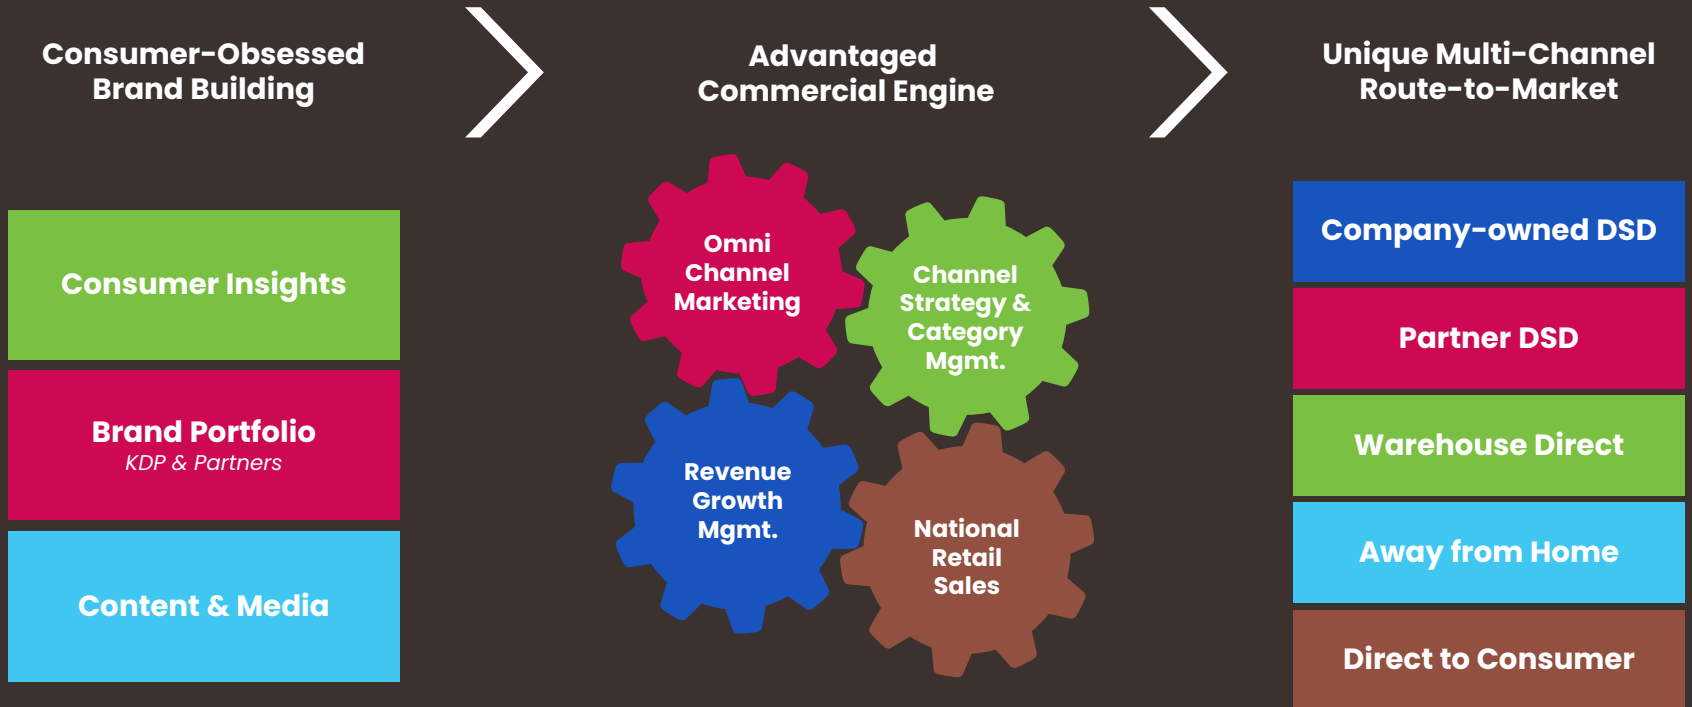 Consumer-Obsessed
Brand Building
Advantaged
Commercial Engine
Unique Multi-Channel
Route-to-Market
Consumer Insights
Brand Portfolio
KDP & Partners
Content & Media
Omni
Channel
Marketing
Channel
Strategy &
Category
Mgmt.
Revenue
Growth
Mgmt.
National
Retail
Sales
Company-owned DSD
Partner DSD
Warehouse Direct
Away from Home
Direct to Consumer